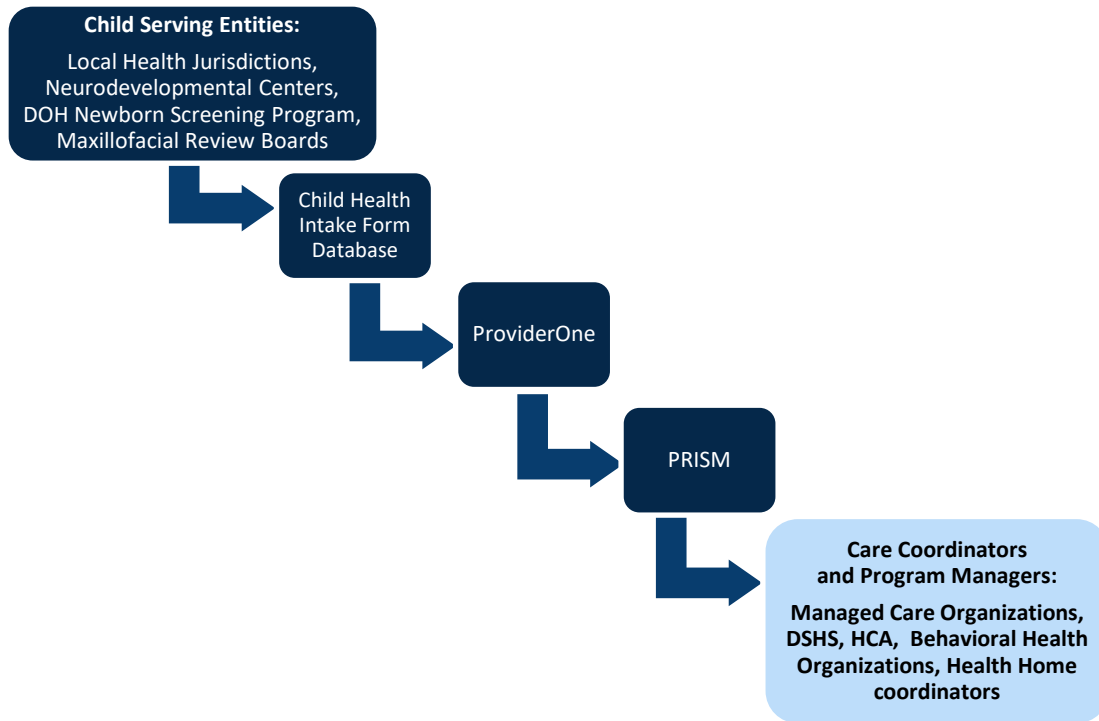 Child Serving Entities:
Local Health Jurisdictions,
Neurodevelopmental Centers,
DOH Newborn Screening Program,
Maxillofacial Review Boards
Child Health
Intake Form
Database
ProviderOne
PRISM
Care Coordinators
and Program Managers:
Managed Care Organizations,
DSHS, HCA,  Behavioral Health
Organizations, Health Home
coordinators